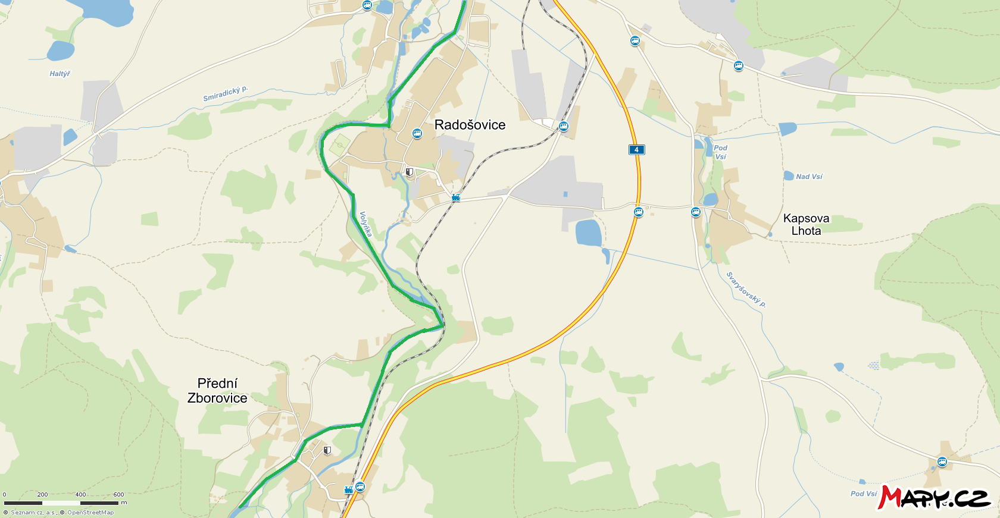 Haltýř
Smiradický p.
Radošovice
4
Pod
Vsí
Nad Vsí
Volyňka
Kapsova
Lhota
Svaryšovský p.
Přední
Zborovice
0 200 400 600
m
Pod Vsí
MAPY.CZ
© Seznam.cz, a.s., © OpenStreetMap